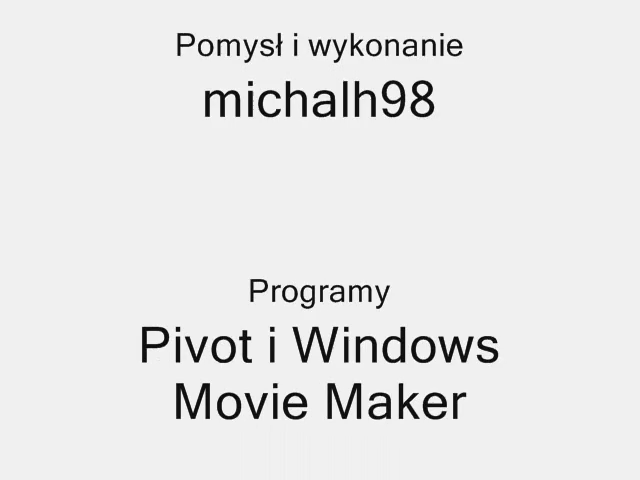 Pomysł i wykonanie
michalh98
Programy
Pivot i Windows
Movie Maker